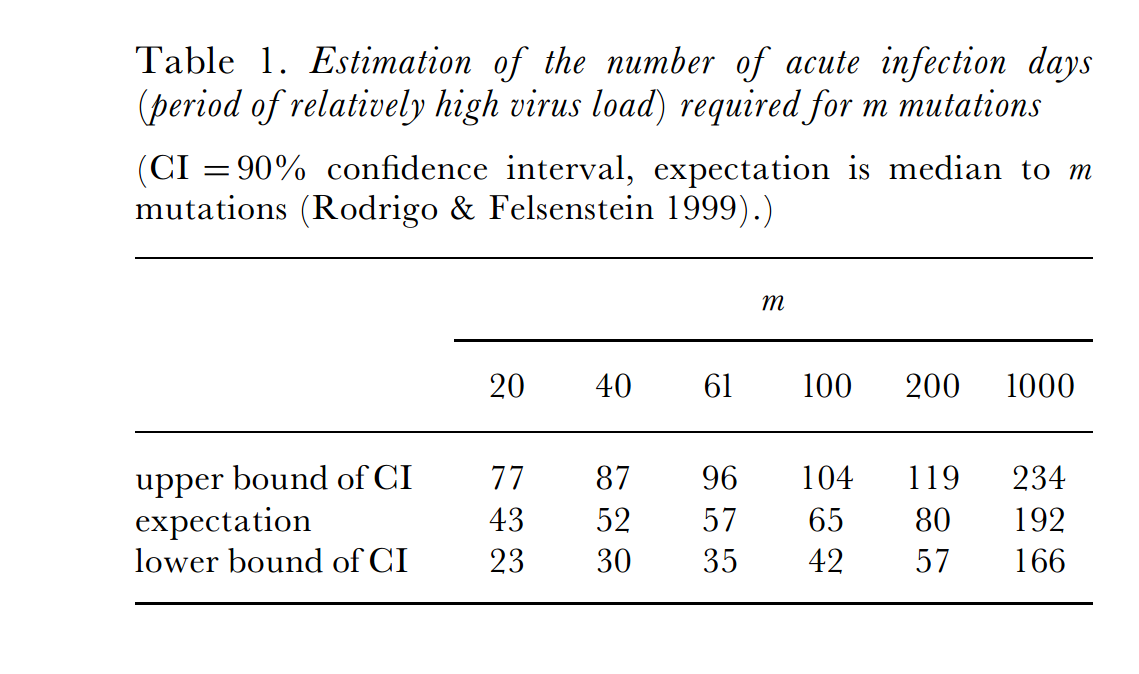 Table 1. Estimation of the number of acute infection days
(period of relatively high virus load) required for m mutations
(CI = 90% confidence interval, expectation is median to m
mutations (Rodrigo & Felsenstein 1999).)
m
20 40 61 100 200 1000
upper bound of CI 77 87 96 104 119 234
expectation 43 52 57 65 80 192
lower bound of CI 23 30 35 42 57 166